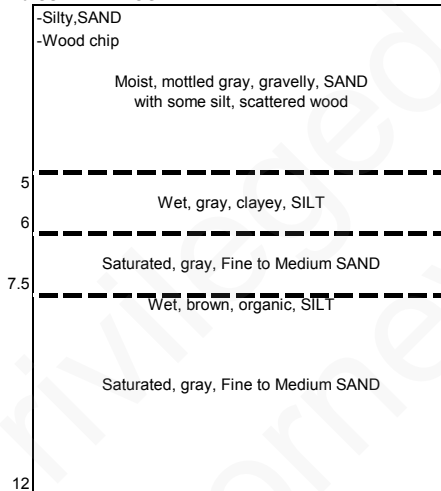 -Silty,SAND
-Wood chip
Moist, mottled gray, gravelly, SAND
with some silt, scattered wood
5
Wet, gray, clayey, SILT
6
Saturated, gray, Fine to Medium SAND
7.5
Wet, brown, organic, SILT
Saturated, gray, Fine to Medium SAND
12